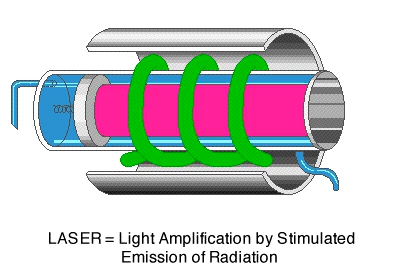 LASER = Light Amplification by Stimulated
Emission of Radiation